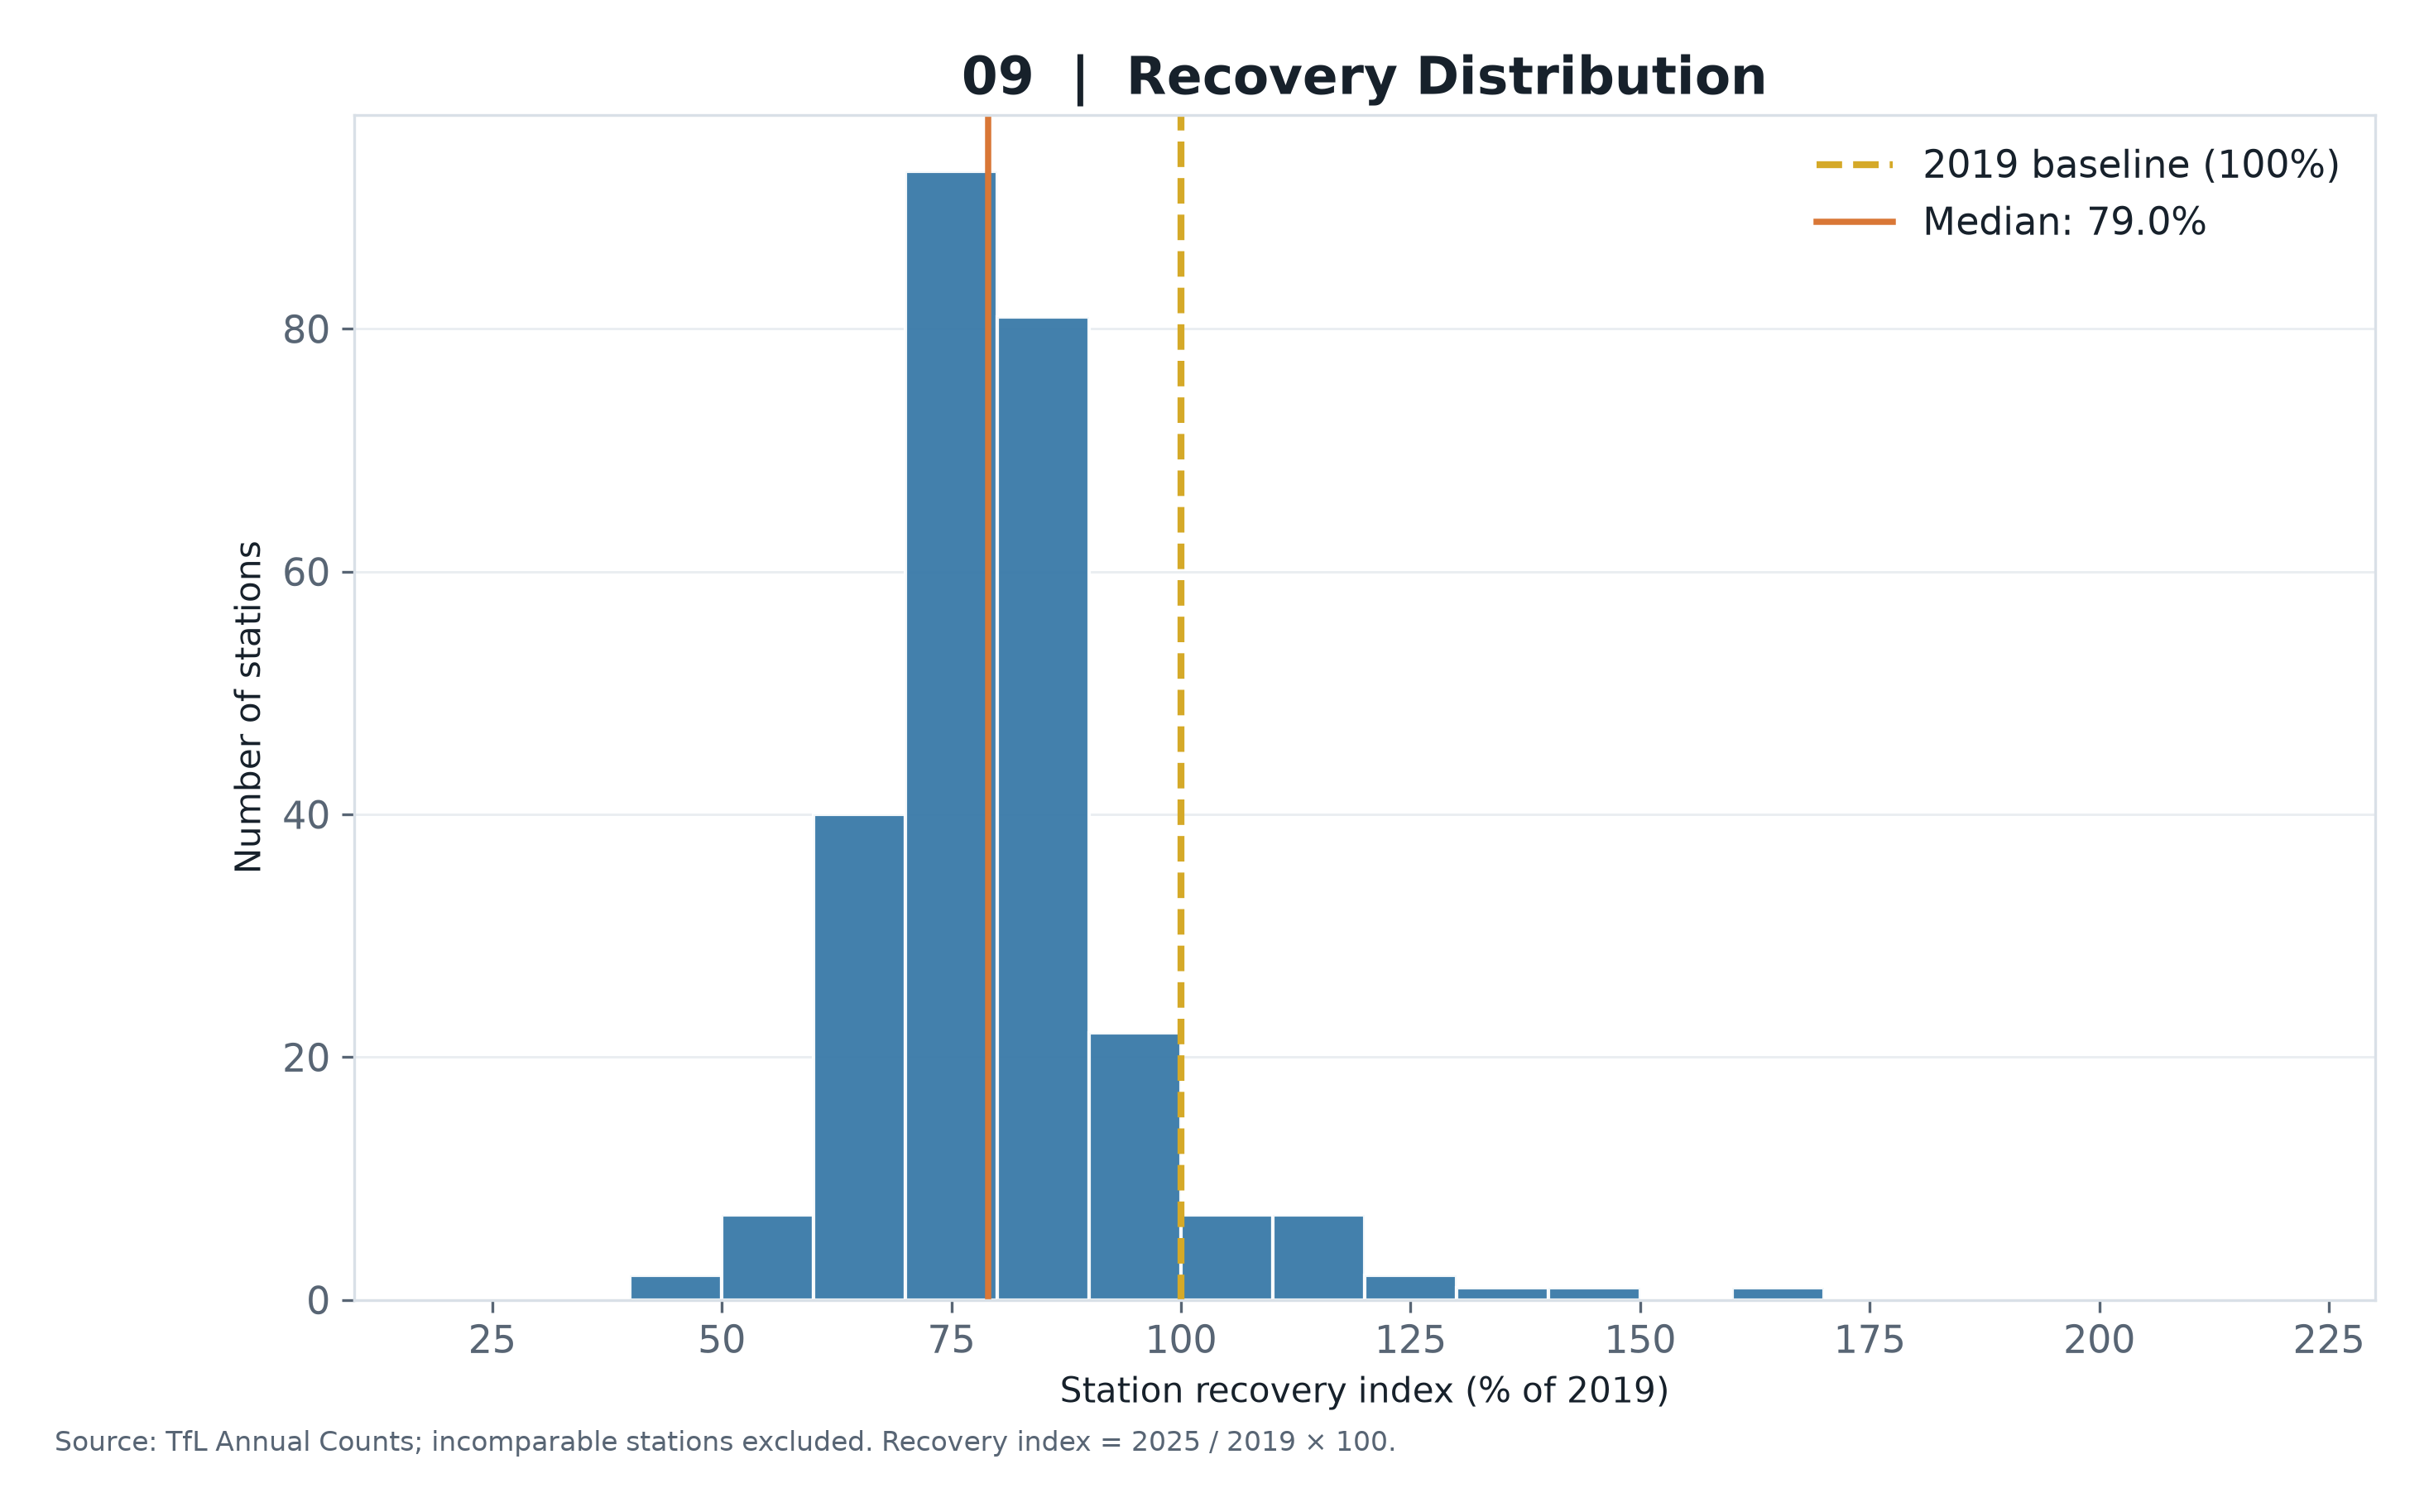 09 | Recovery Distribution
2019 baseline (100%)
Median: 79.0%
Number of stations
80
60
40
20
0
25 50 75 100 125 150 175 200 225
Station recovery index (% of 2019)
Source: TfL Annual Counts; incomparable stations excluded. Recovery index = 2025 / 2019 × 100.